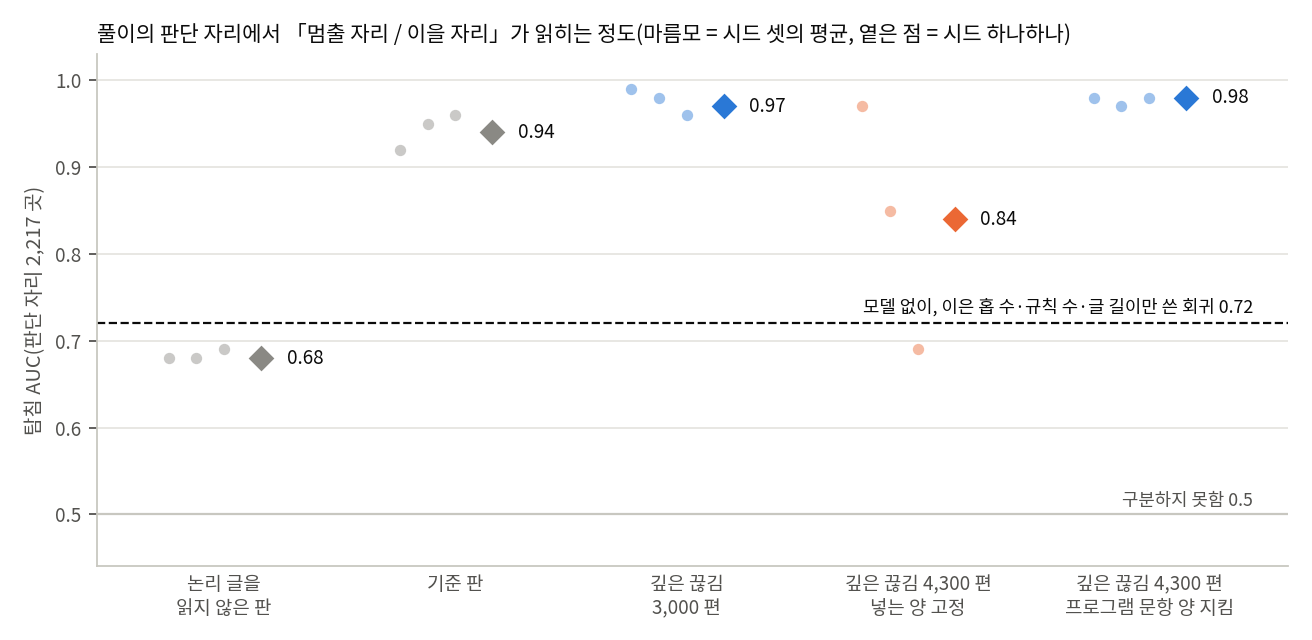 풀이의 판단 자리에서 「멈출 자리 / 이을 자리」가 읽히는 정도(마름모 = 시드 셋의 평균, 옅은 점 = 시드 하나하나)
탐침 AUC(판단 자리 2,217 곳)
1.0
0.9
0.8
0.7
0.6
0.5
0.68
0.94
0.97
0.84
0.98
모델 없이, 이은 홉 수·규칙 수·글 길이만 쓴 회귀 0.72
구분하지 못함 0.5
논리 글을
읽지 않은 판
기준 판
깊은 끊김
3,000 편
깊은 끊김 4,300 편
넣는 양 고정
깊은 끊김 4,300 편
프로그램 문항 양 지킴